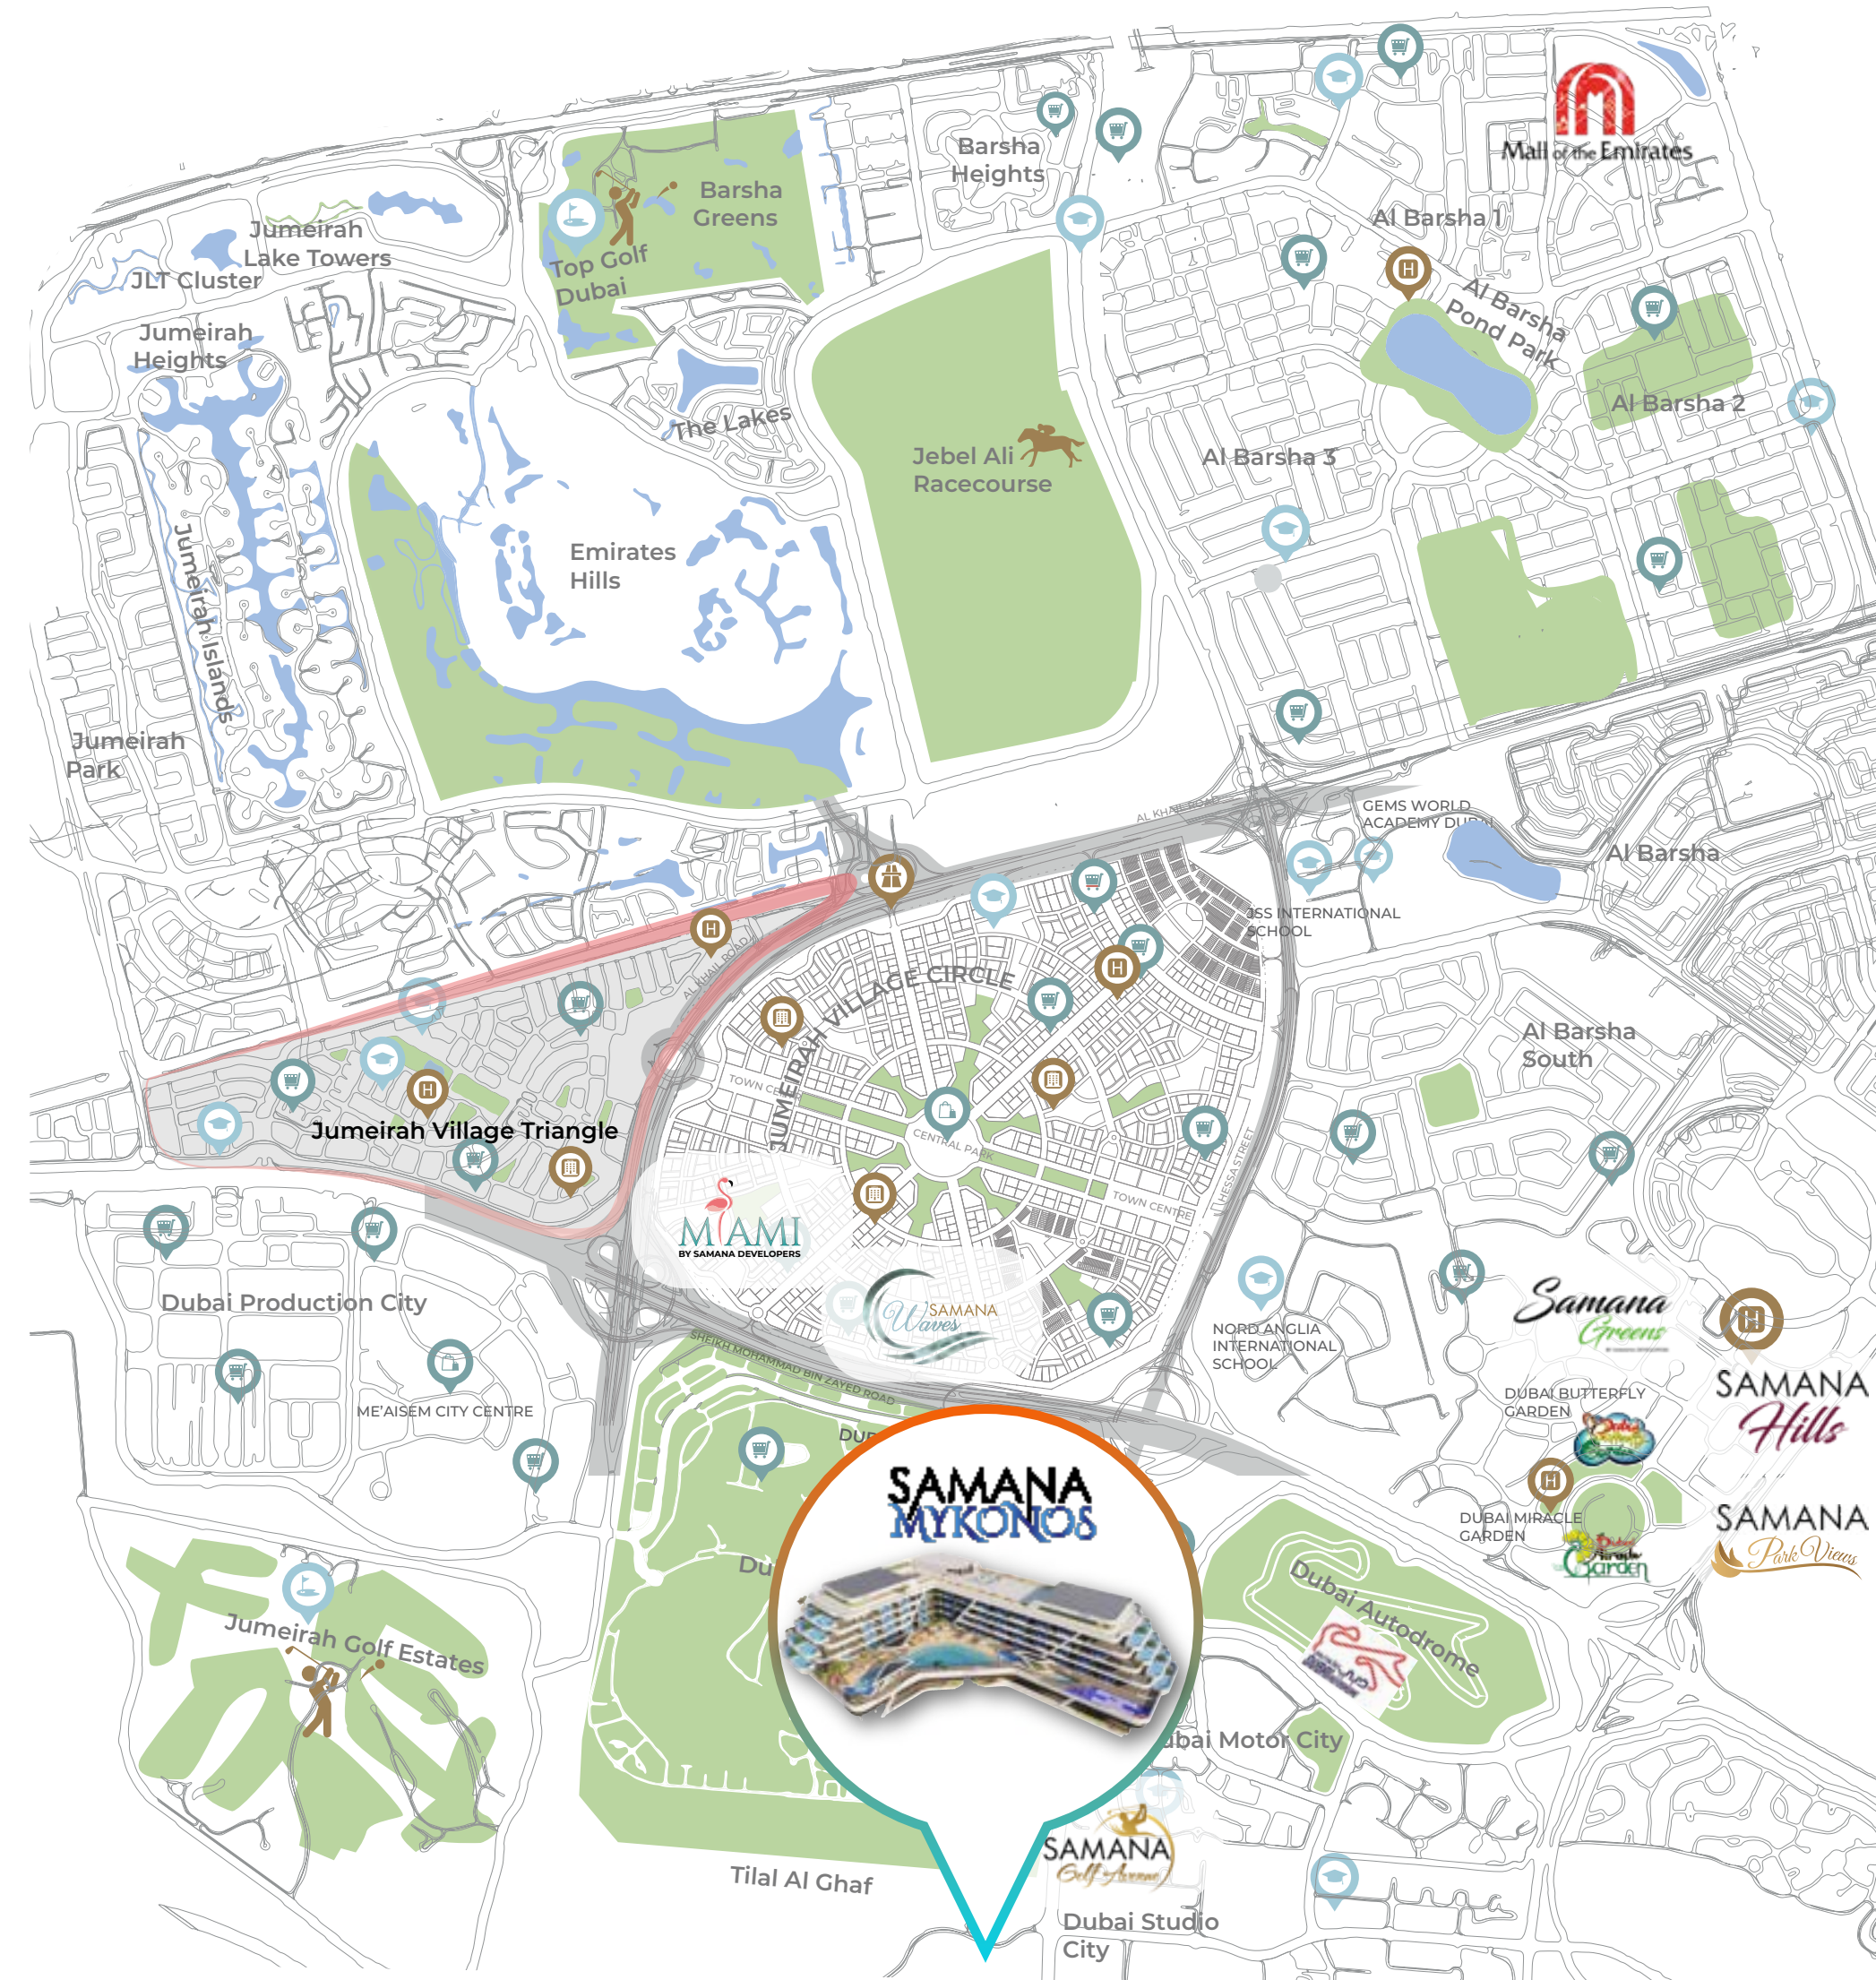 Mall of the Emirates
Barsha
Heights
Barsha
Greens
Al Barsha 1
Jumeirah
Lake Towers
JLT Cluster
Top Golf
Dubai
Al Barsha
Pond Park
Jumeirah
Heights
The Lakes
Al Barsha 2
Jebel Ali
Racecourse
Al Barsha 3
Emirates
Hills
Jumeirah Islands
Jumeirah
Park
AL KHAIL ROAD
GEMS WORLD
ACADEMY DUBAI
Al Barsha
JSS INTERNATIONAL
SCHOOL
AL KHAIL ROAD
JUMEIRAH VILLAGE CIRCLE
Al Barsha
South
TOWN CENTRE
Jumeirah Village Triangle
CENTRAL PARK
TOWN CENTRE
HESSA STREET
MIAMI
BY SAMANA DEVELOPERS
SAMANA
Waves
Dubai Production City
Samana
Greens
NORD ANGLIA
INTERNATIONAL
SCHOOL
SHEIKH MOHAMMAD BIN ZAYED ROAD
ME'AISEM CITY CENTRE
DUBAI BUTTERFLY
GARDEN
SAMANA
Hills
SAMANA
MYKONOS
DUBAI MIRACLE
GARDEN
Dubai
Garden
SAMANA
Park Views
Du
Dubai Autodrome
Jumeirah Golf Estates
ubai Motor City
SAMANA
Golf Avenue
Tilal Al Ghaf
Dubai Studio
City